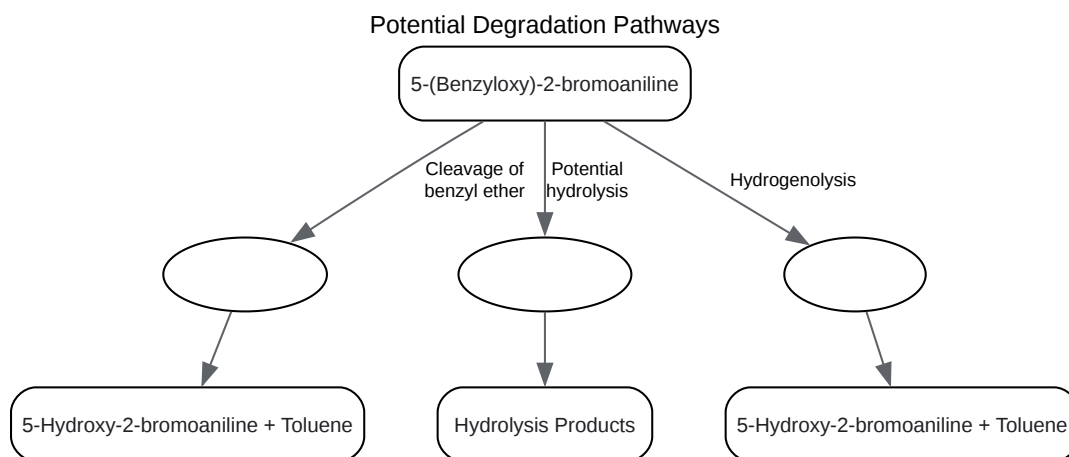 Potential Degradation Pathways
5-(Benzyloxy)-2-bromoaniline
Cleavage of
benzyl ether
Potential
hydrolysis
Hydrogenolysis
5-Hydroxy-2-bromoaniline + Toluene
Hydrolysis Products
5-Hydroxy-2-bromoaniline + Toluene